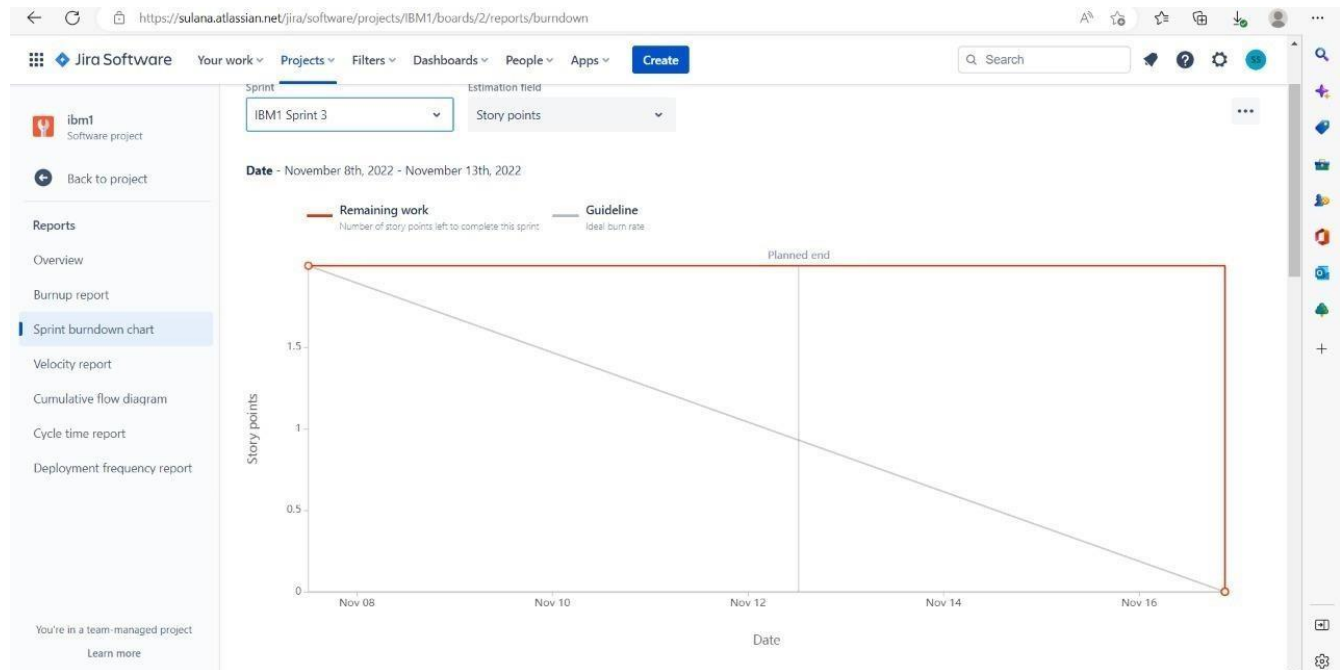 https://sulana.atlassian.net/jira/software/projects/IBM1/boards/2/reports/burndown
Jira Software Your work Projects Filters Dashboards People Apps Create Search SS
Sprint Estimation field
IBM1 Sprint 3 Story points
ibm1
Software project
Back to project
Reports
Overview
Burnup report
Sprint burndown chart
Velocity report
Cumulative flow diagram
Cycle time report
Deployment frequency report
You're in a team-managed project
Learn more
Date - November 8th, 2022 - November 13th, 2022
Remaining work Guideline
Number of story points left to complete this sprint Ideal burn rate
Planned end
Story points
1.5
1
0.5
0
Nov 08 Nov 10 Nov 12 Nov 14 Nov 16
Date